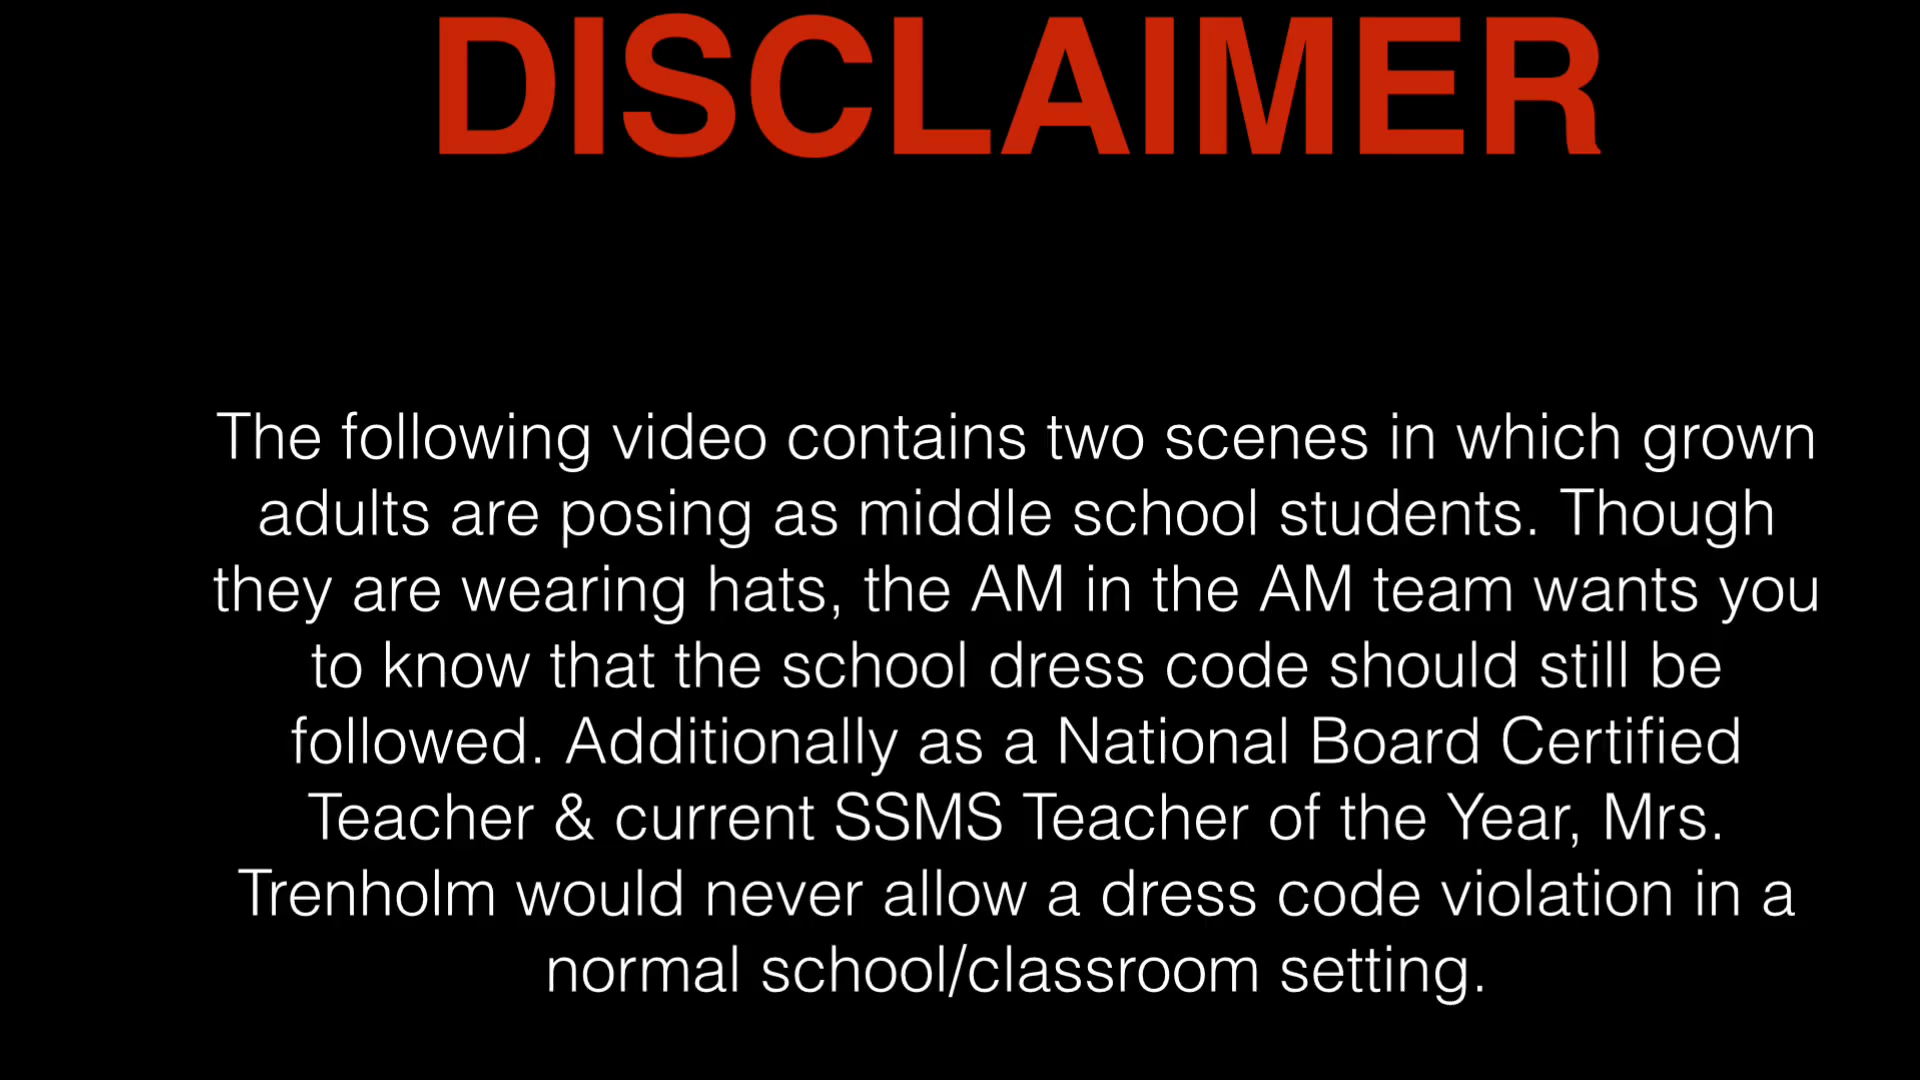 DISCLAIMER
The following video contains two scenes in which grown
adults are posing as middle school students. Though
they are wearing hats, the AM in the AM team wants you
to know that the school dress code should still be
followed. Additionally as a National Board Certified
Teacher & current SSMS Teacher of the Year, Mrs.
Trenholm would never allow a dress code violation in a
normal school/classroom setting.